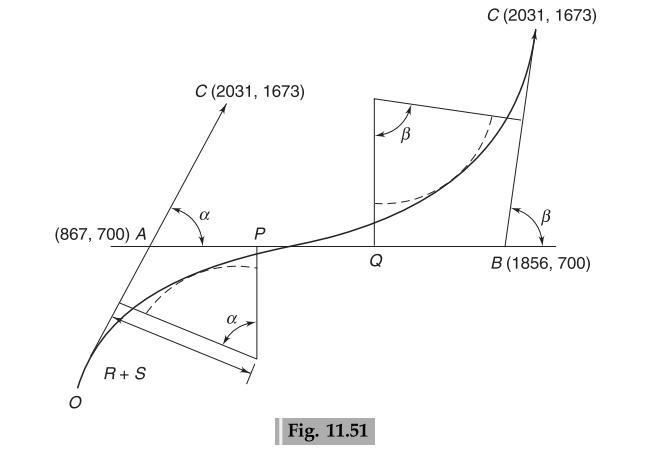 C (2031, 1673)
C (2031, 1673)
β
α
β
(867, 700) A
P
Q
B (1856, 700)
α
R + S
O
Fig. 11.51